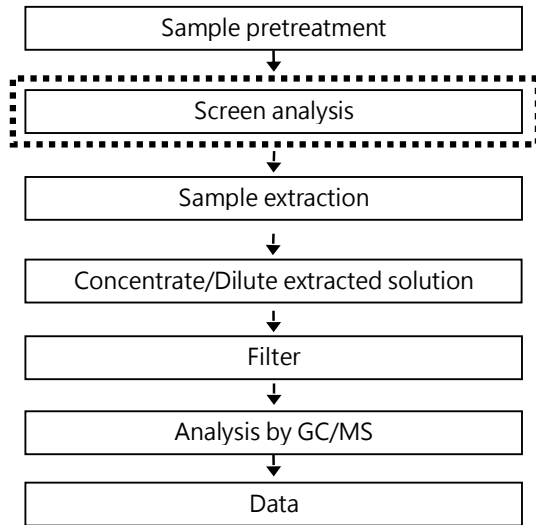 Sample pretreatment
Screen analysis
Sample extraction
Concentrate/Dilute extracted solution
Filter
Analysis by GC/MS
Data